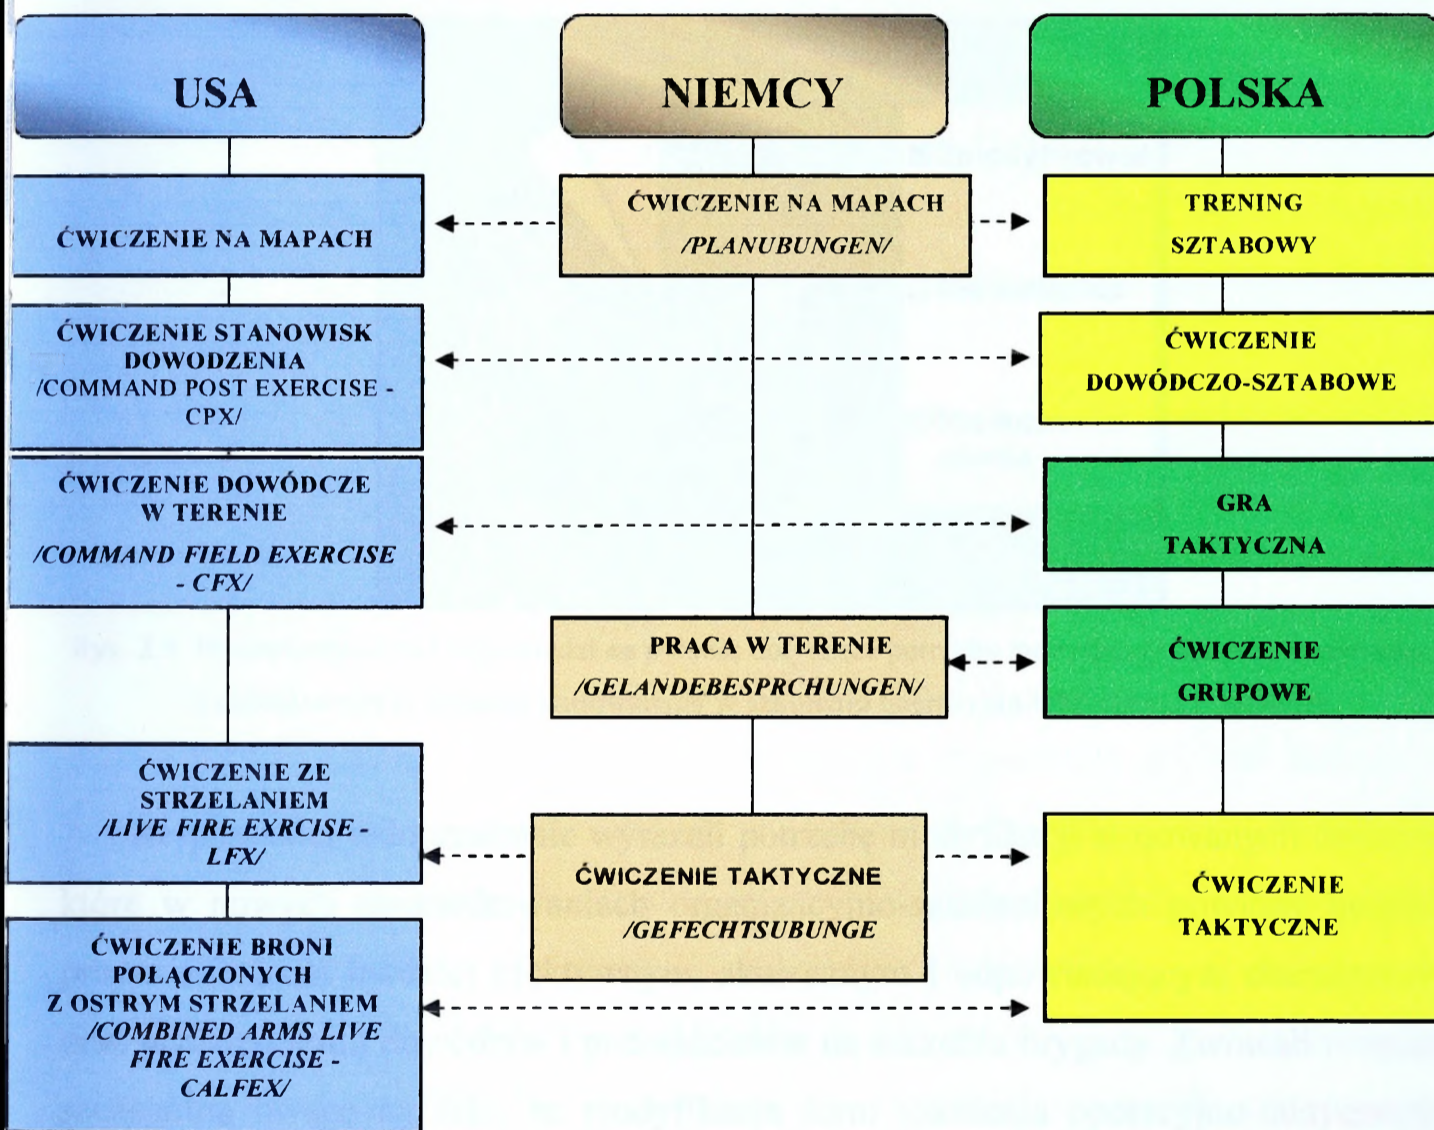 USA
ĆWICZENIE NA MAPACH
ĆWICZENIE STANOWISK
DOWODZENIA
/COMMAND POST EXERCISE -
CPX/
ĆWICZENIE DOWÓDCZE
W TERENIE
/COMMAND FIELD EXERCISE
- CFX/
ĆWICZENIE ZE
STRZELANIEM
/LIVE FIRE EXRCISE -
LFX/
ĆWICZENIE BRONI
POŁĄCZONYCH
Z OSTRYM STRZELANIEM
/COMBINED ARMS LIVE
FIRE EXERCISE -
CALFEX/
NIEMCY
ĆWICZENIE NA MAPACH
/PLANUBUNGEN/
PRACA W TERENIE
/GELANDEBESPRCHUNGEN/
ĆWICZENIE TAKTYCZNE
/GEFECHTSUBUNGE
POLSKA
TRENING
SZTABOWY
ĆWICZENIE
DOWÓDCZO-SZTABOWE
GRA
TAKTYCZNA
ĆWICZENIE
GRUPOWE
ĆWICZENIE
TAKTYCZNE